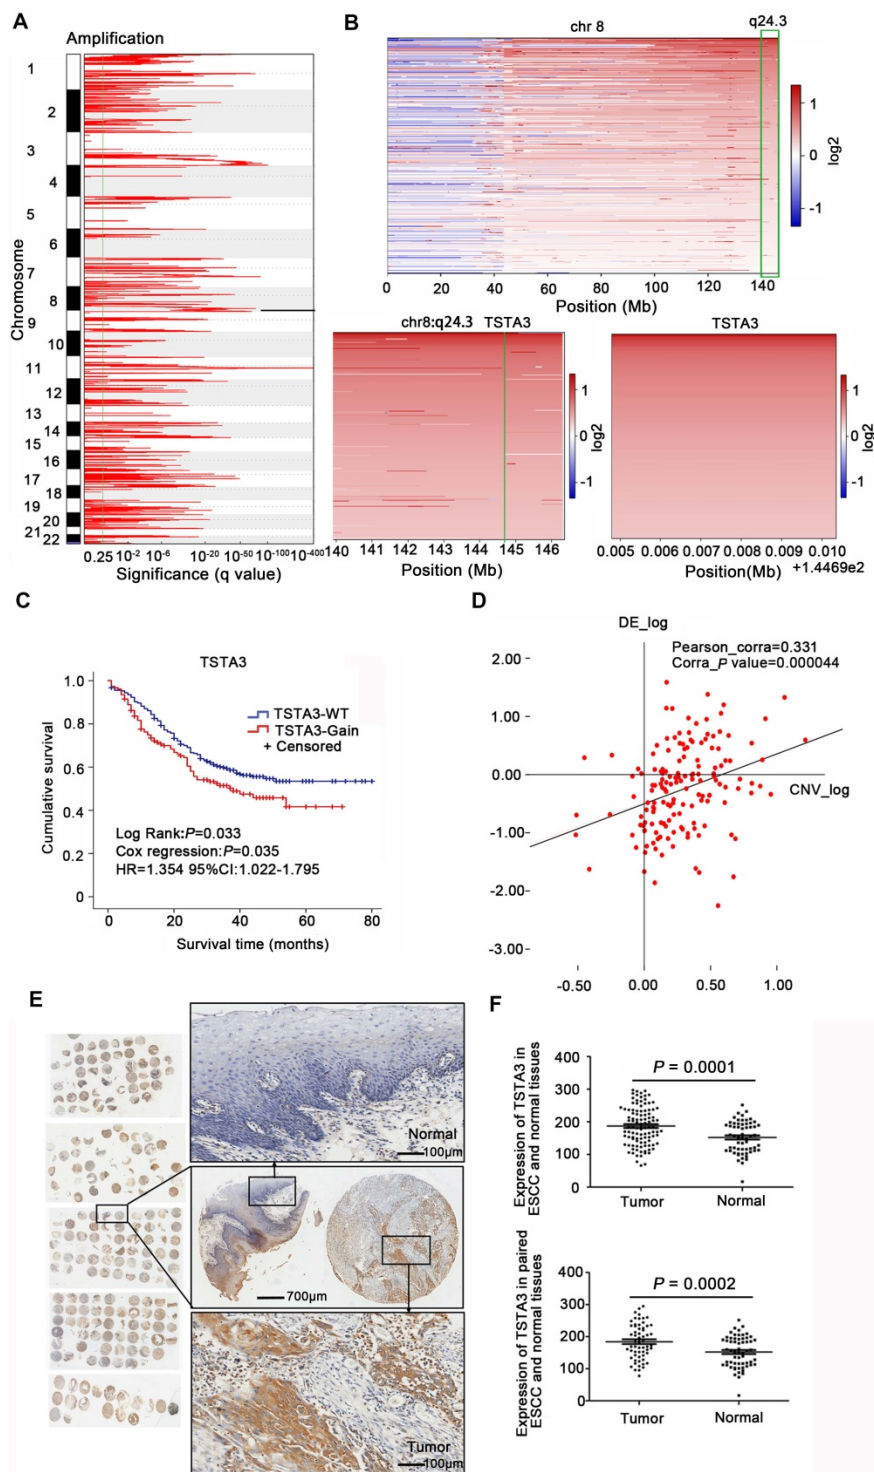 A
Amplification
Chromosome
1
2
3
4
5
6
7
8
9
10
11
12
13
14
15
16
17
18
19
20
21
22
0.25 10-2 10-6 10-20 10-50 10-100 10-400
Significance (q value)
B
chr 8
q24.3
0 20 40 60 80 100 120 140
Position (Mb)
1
0
-1
log2
chr8:q24.3 TSTA3
140 141 142 143 144 145 146
Position (Mb)
1
0
-1
log2
TSTA3
0.005 0.006 0.007 0.008 0.009 0.010
Position(Mb) +1.4469e2
1
0
-1
log2
C
TSTA3
Cumulative survival
1.0
0.8
0.6
0.4
0.2
0
TSTA3-WT
TSTA3-Gain
+ Censored
Log Rank:P=0.033
Cox regression:P=0.035
HR=1.354 95%CI:1.022-1.795
0 20 40 60 80
Survival time (months)
D
DE_log
Pearson_corra=0.331
Corra_P value=0.000044
2.00
1.00
0.00
-1.00
-2.00
-3.00
CNV_log
-0.50 0.00 0.50 1.00
E
Normal
100μm
700μm
Tumor
100μm
F
Expression of TSTA3 in
ESCC and normal tissues
400
300
200
100
0
P = 0.0001
Tumor Normal
Expression of TSTA3 in paired
ESCC and normal tissues
400
300
200
100
0
P = 0.0002
Tumor Normal